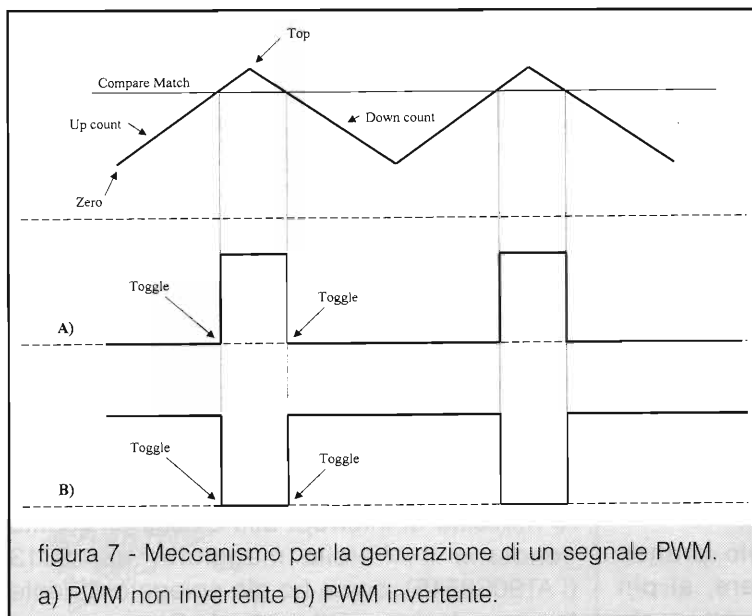 Top
Compare Match
Up count
Down count
Zero
Toggle
Toggle
A)
Toggle
Toggle
B)
figura 7 - Meccanismo per la generazione di un segnale PWM.
a) PWM non invertente b) PWM invertente.